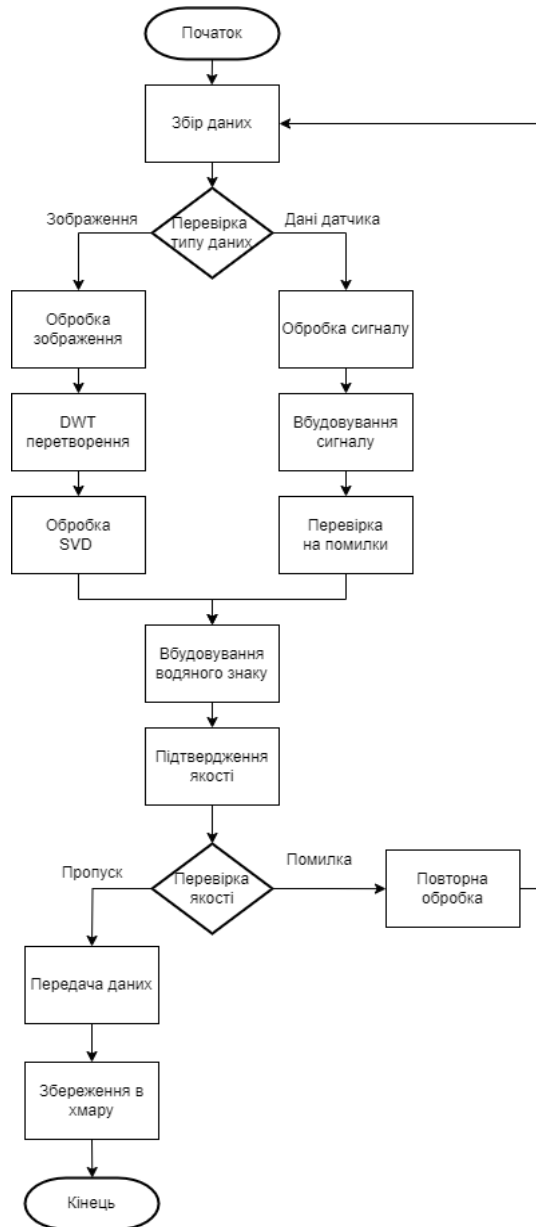 Початок
Збір даних
Зображення
Перевірка
типу даних
Дані датчика
Обробка
зображення
Обробка сигналу
DWT
перетворення
Вбудовування
сигналу
Обробка
SVD
Перевірка
на помилки
Вбудовування
водяного знаку
Підтвердження
якості
Пропуск
Перевірка
якості
Помилка
Повторна
обробка
Передача даних
Збереження в
хмару
Кінець